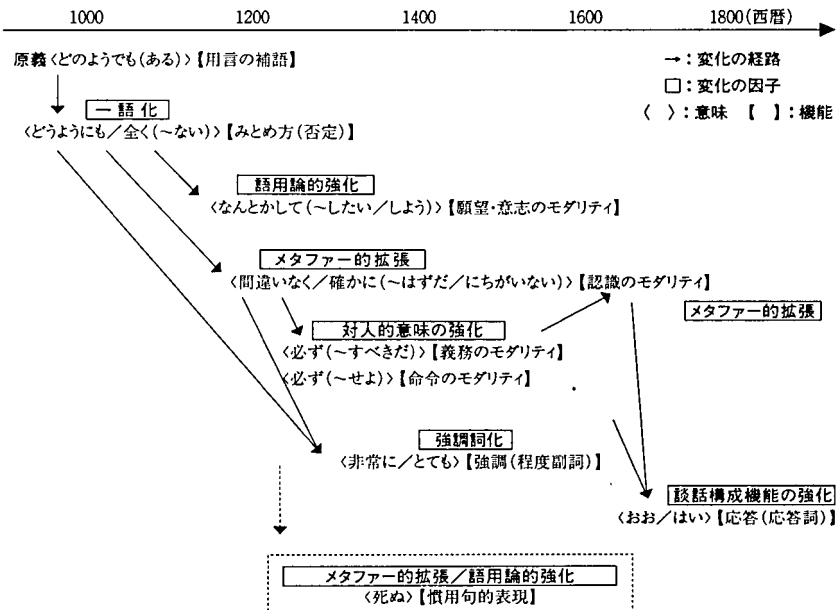 1000 1200 1400 1600 1800(西暦)
原義〈どのようでも(ある)〉【用言の補語】
→：変化の経路
□：変化の因子
〈 〉：意味 【 】：機能
一語化
〈どうようにも／全く(～ない)〉【みとめ方(否定)】
語用論的強化
〈なんとかして(～したい／しよう)〉【願望・意志のモダリティ】
メタファー的拡張
〈間違いなく／確かに(～はずだ／にちがいない)〉【認識のモダリティ】
メタファー的拡張
対人的意味の強化
〈必ず(～すべきだ)〉【義務のモダリティ】
〈必ず(～せよ)〉【命令のモダリティ】
強調詞化
〈非常に／とても〉【強調(程度副詞)】
談話構成機能の強化
〈おお／はい〉【応答(応答詞)】
メタファー的拡張／語用論的強化
〈死ぬ〉【慣用句的表現】